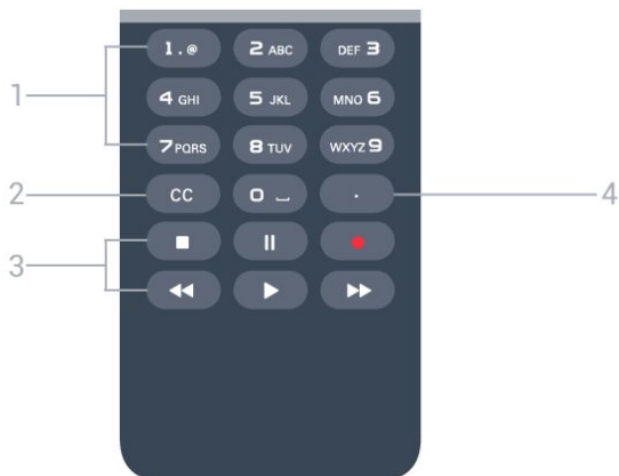 1 . @ 2 ABC DEF 3
1
4 GHI 5 JKL MNO 6
7 PQRS 8 TUV WXYZ 9
2 CC 0 ⎵ . 4
3